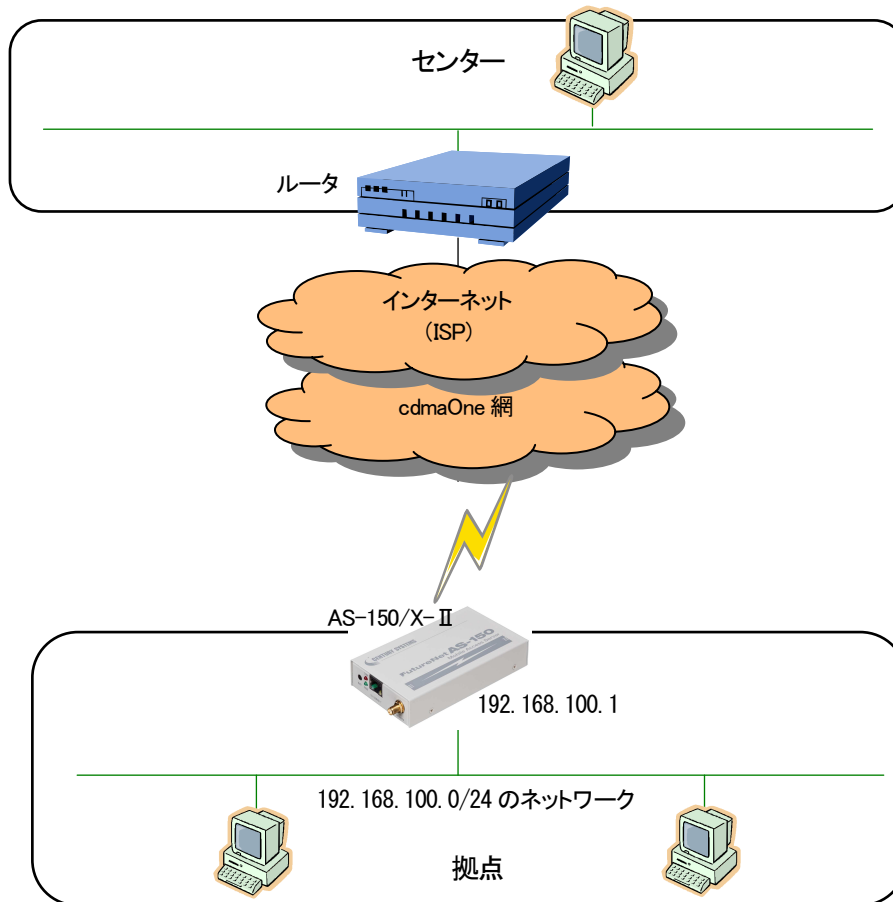 センター
ルータ
インターネット
(ISP)
cdmaOne 網
AS-150/X-Ⅱ
FutureNet AS-150
192.168.100.1
192.168.100.0/24 のネットワーク
拠点